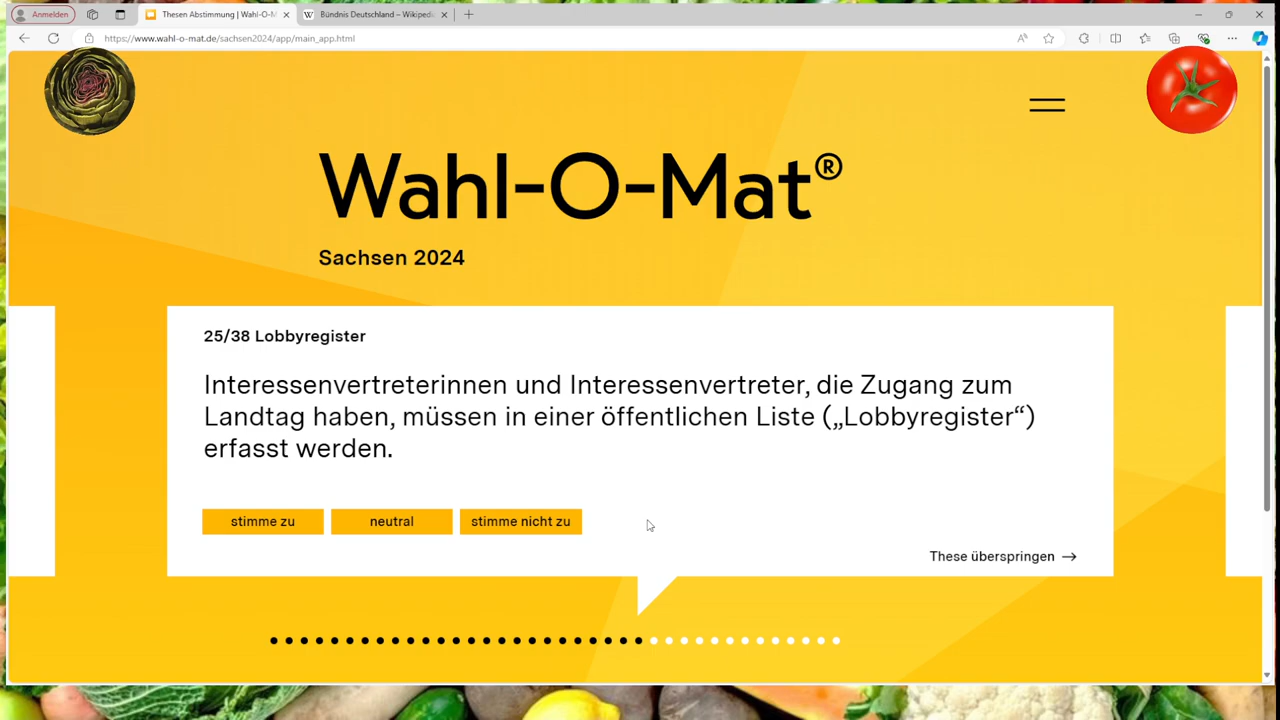 Anmelden
Thesen Abstimmung | Wahl-O-M
Bündnis Deutschland – Wikipedi
https://www.wahl-o-mat.de/sachsen2024/app/main_app.html
Wahl-O-Mat®
Sachsen 2024
25/38 Lobbyregister
Interessenvertreterinnen und Interessenvertreter, die Zugang zum
Landtag haben, müssen in einer öffentlichen Liste („Lobbyregister“)
erfasst werden.
stimme zu
neutral
stimme nicht zu
These überspringen →